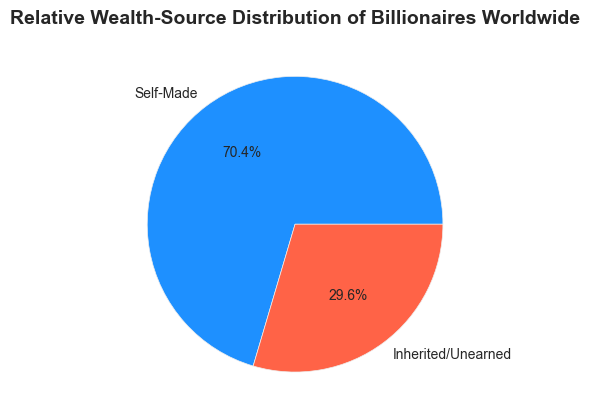 Relative Wealth-Source Distribution of Billionaires Worldwide
Self-Made
70.4%
29.6%
Inherited/Unearned